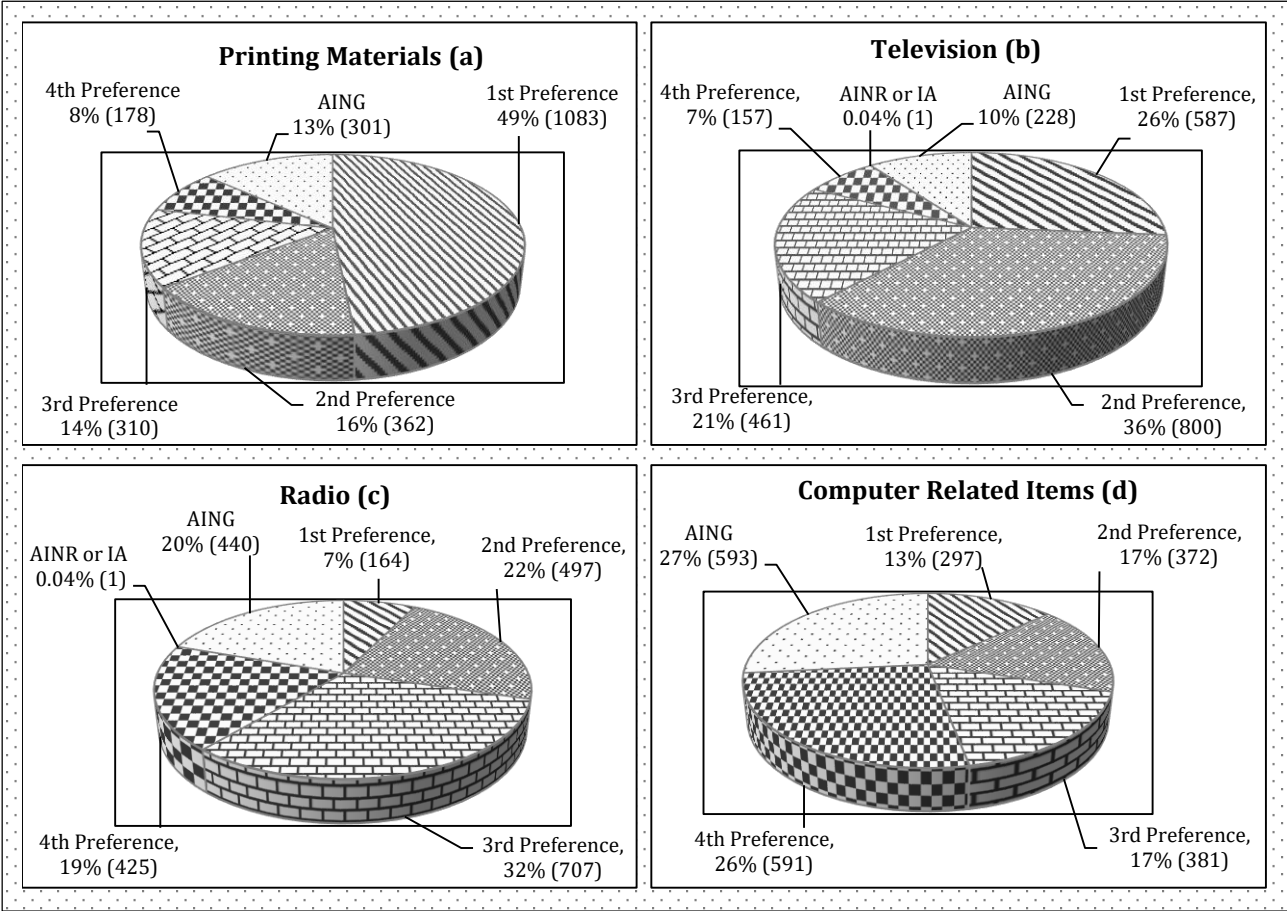 Printing Materials (a)
4th Preference
8% (178)
AING
13% (301)
1st Preference
49% (1083)
3rd Preference
14% (310)
2nd Preference
16% (362)
Television (b)
4th Preference,
7% (157)
AINR or IA
0.04% (1)
AING
10% (228)
1st Preference,
26% (587)
3rd Preference,
21% (461)
2nd Preference,
36% (800)
Radio (c)
AINR or IA
0.04% (1)
AING
20% (440)
1st Preference,
7% (164)
2nd Preference,
22% (497)
4th Preference,
19% (425)
3rd Preference,
32% (707)
Computer Related Items (d)
AING
27% (593)
1st Preference,
13% (297)
2nd Preference,
17% (372)
4th Preference,
26% (591)
3rd Preference,
17% (381)